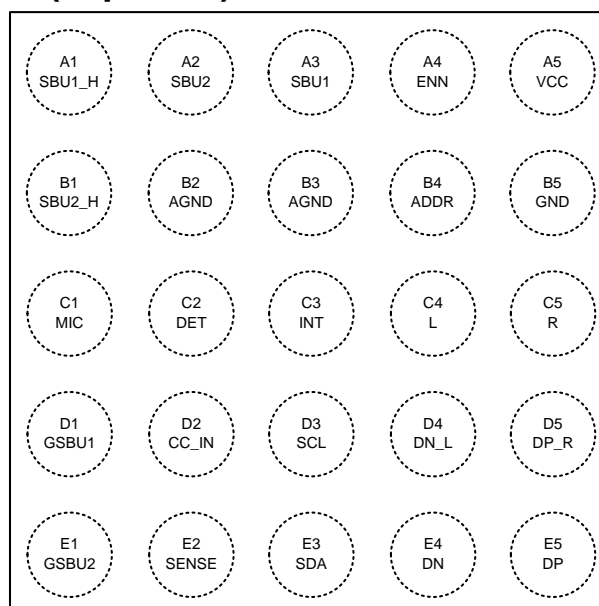 A1 A2 A3 A4 A5
SBU1_H SBU2 SBU1 ENN VCC
B1 B2 B3 B4 B5
SBU2_H AGND AGND ADDR GND
C1 C2 C3 C4 C5
MIC DET INT L R
D1 D2 D3 D4 D5
GSBU1 CC_IN SCL DN_L DP_R
E1 E2 E3 E4 E5
GSBU2 SENSE SDA DN DP